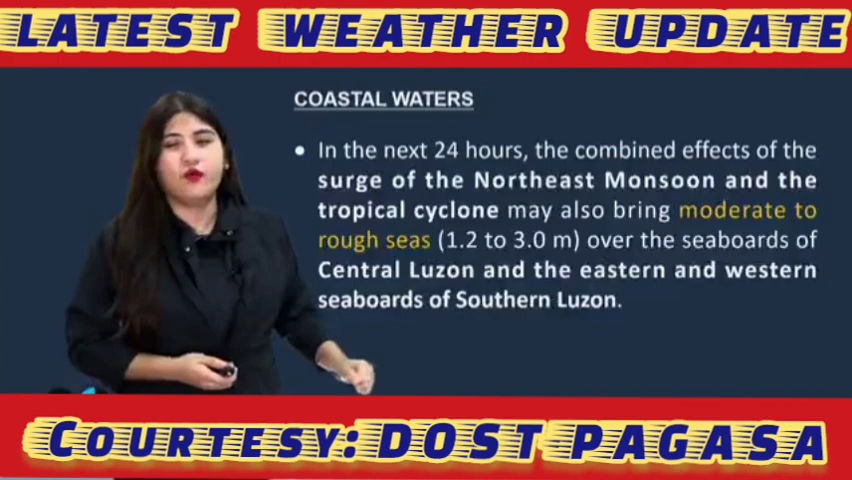 LATEST WEATHER UPDATE
COASTAL WATERS
• In the next 24 hours, the combined effects of the
surge of the Northeast Monsoon and the
tropical cyclone may also bring moderate to
rough seas (1.2 to 3.0 m) over the seaboards of
Central Luzon and the eastern and western
seaboards of Southern Luzon.
COURTESY: DOST PAGASA